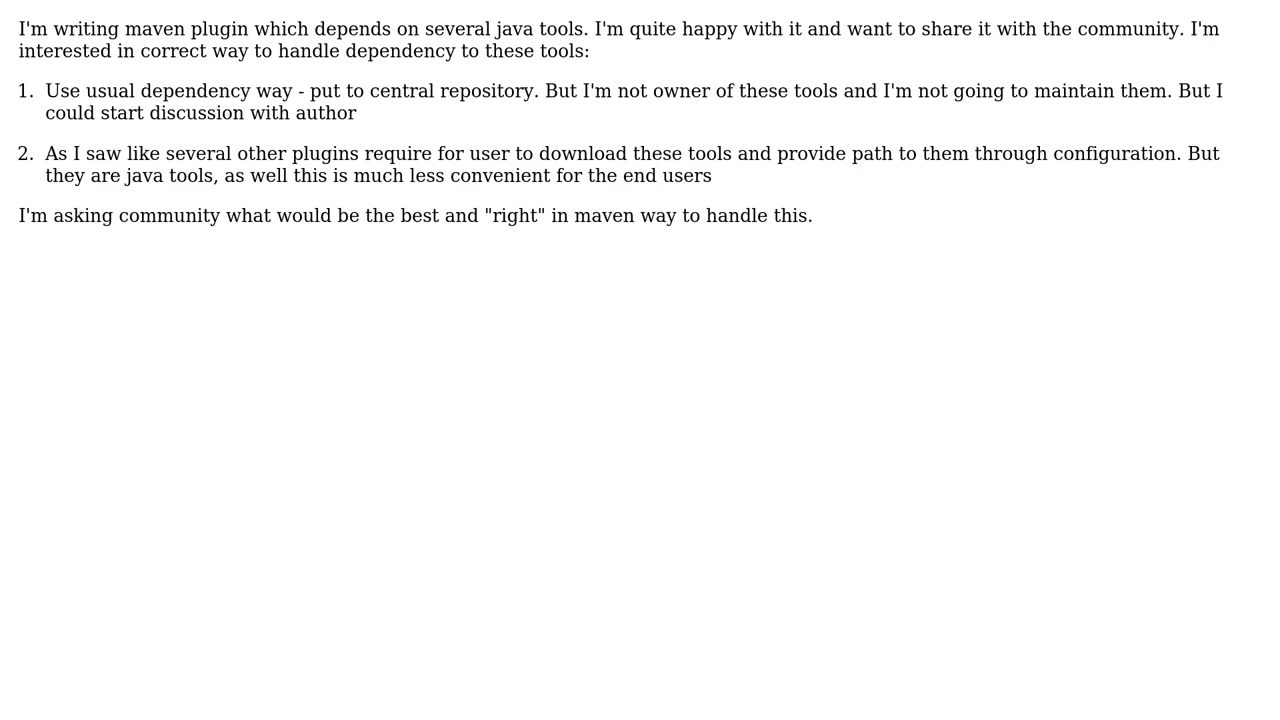 I'm writing maven plugin which depends on several java tools. I'm quite happy with it and want to share it with the community. I'm
interested in correct way to handle dependency to these tools:
1. Use usual dependency way - put to central repository. But I'm not owner of these tools and I'm not going to maintain them. But I
could start discussion with author
2. As I saw like several other plugins require for user to download these tools and provide path to them through configuration. But
they are java tools, as well this is much less convenient for the end users
I'm asking community what would be the best and "right" in maven way to handle this.